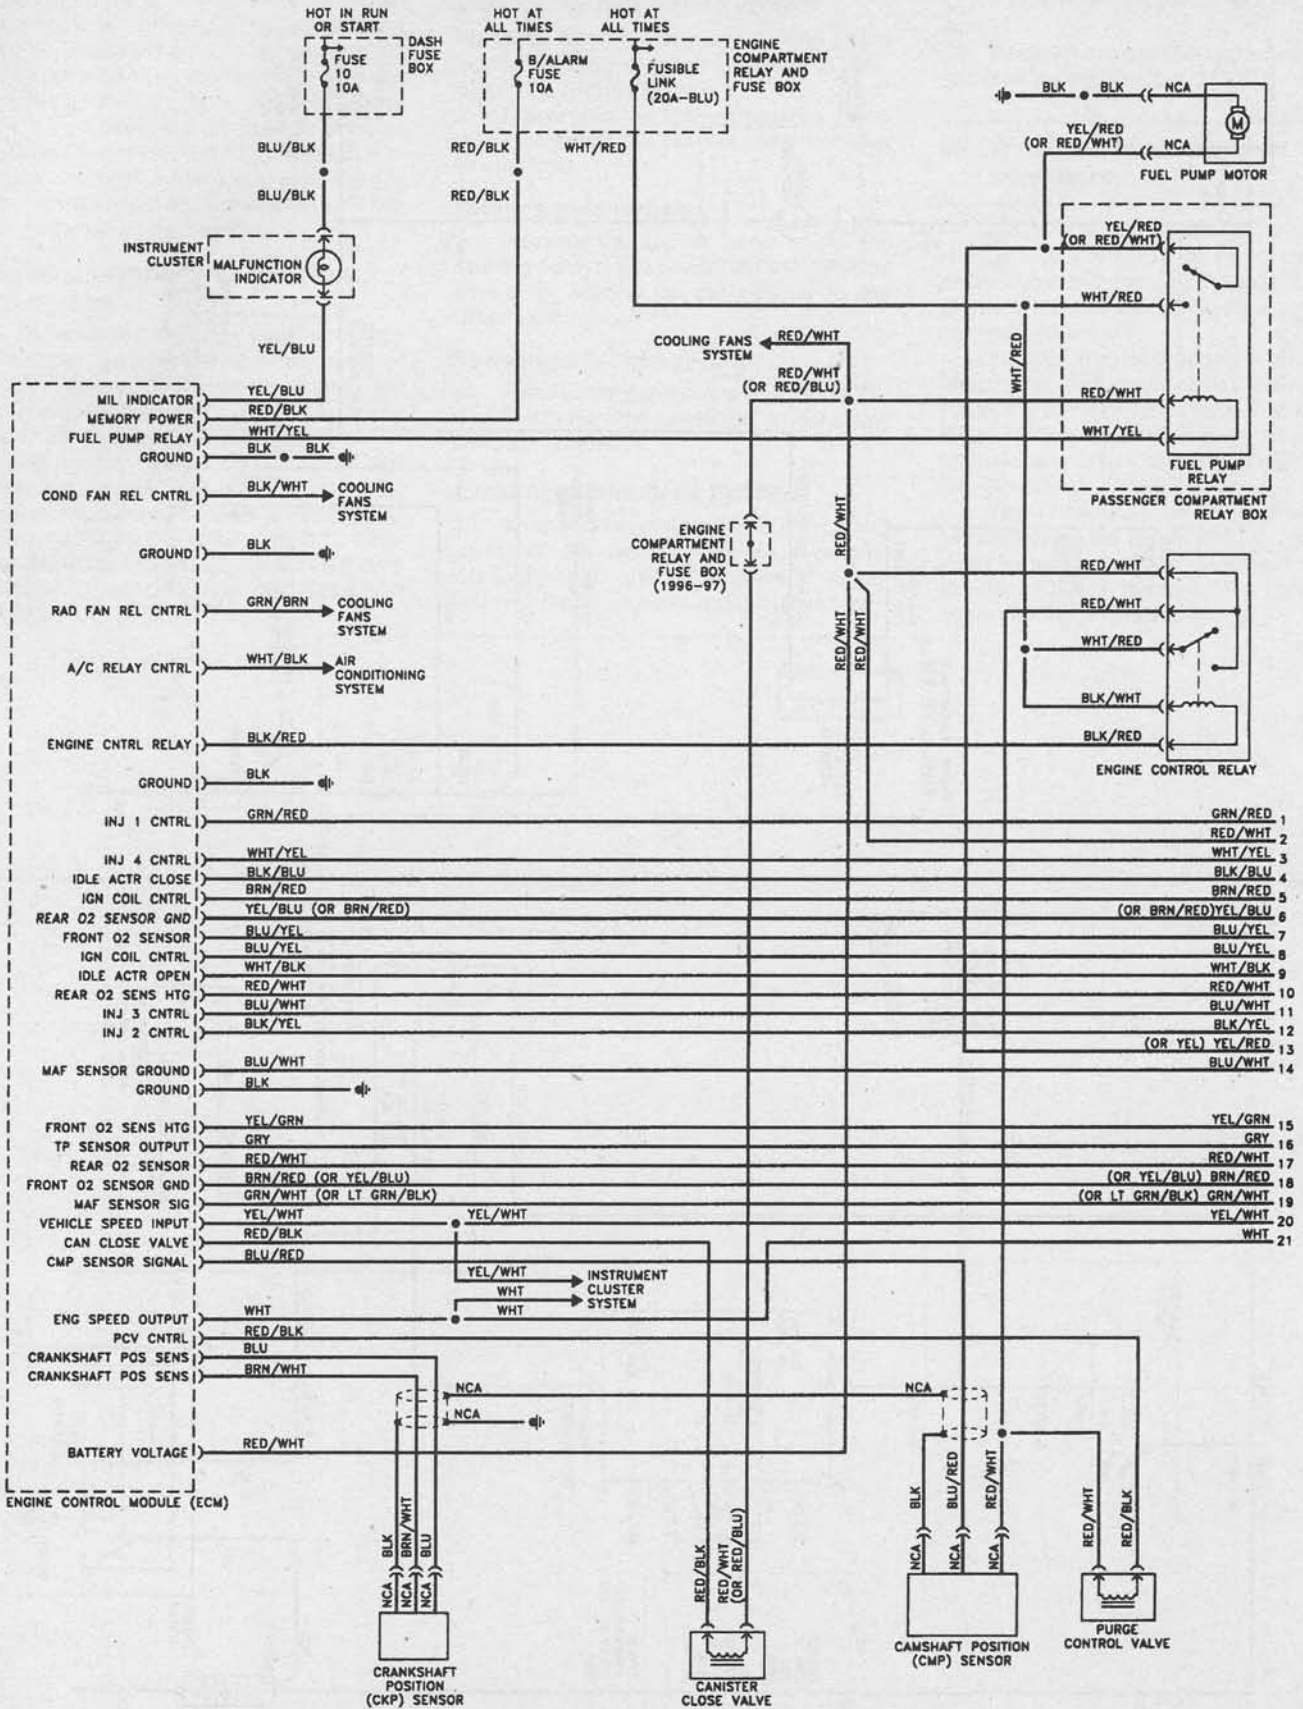 HOT IN RUN
OR START
HOT AT
ALL TIMES
HOT AT
ALL TIMES
FUSE
10
10A
DASH
FUSE
BOX
B/ALARM
FUSE
10A
FUSIBLE
LINK
(20A-BLU)
ENGINE
COMPARTMENT
RELAY AND
FUSE BOX
BLK
BLK
NCA
M
YEL/RED
(OR RED/WHT)
NCA
FUEL PUMP MOTOR
BLU/BLK
RED/BLK
WHT/RED
BLU/BLK
RED/BLK
INSTRUMENT
CLUSTER
MALFUNCTION
INDICATOR
YEL/BLU
YEL/RED
(OR RED/WHT)
WHT/RED
WHT/RED
RED/WHT
WHT/YEL
FUEL PUMP
RELAY
PASSENGER COMPARTMENT
RELAY BOX
COOLING FANS
SYSTEM
RED/WHT
RED/WHT
(OR RED/BLU)
ENGINE
COMPARTMENT
RELAY AND
FUSE BOX
(1996-97)
RED/WHT
RED/WHT
RED/WHT
RED/WHT
RED/WHT
WHT/RED
BLK/WHT
BLK/RED
ENGINE CONTROL RELAY
MIL INDICATOR
YEL/BLU
MEMORY POWER
RED/BLK
FUEL PUMP RELAY
WHT/YEL
GROUND
BLK
BLK
COND FAN REL CNTRL
BLK/WHT
COOLING
FANS
SYSTEM
GROUND
BLK
RAD FAN REL CNTRL
GRN/BRN
COOLING
FANS
SYSTEM
A/C RELAY CNTRL
WHT/BLK
AIR
CONDITIONING
SYSTEM
ENGINE CNTRL RELAY
BLK/RED
GROUND
BLK
INJ 1 CNTRL
GRN/RED
GRN/RED 1
RED/WHT 2
INJ 4 CNTRL
WHT/YEL
WHT/YEL 3
IDLE ACTR CLOSE
BLK/BLU
BLK/BLU 4
IGN COIL CNTRL
BRN/RED
BRN/RED 5
REAR O2 SENSOR GND
YEL/BLU (OR BRN/RED)
(OR BRN/RED)YEL/BLU 6
FRONT O2 SENSOR
BLU/YEL
BLU/YEL 7
IGN COIL CNTRL
BLU/YEL
BLU/YEL 8
IDLE ACTR OPEN
WHT/BLK
WHT/BLK 9
REAR O2 SENS HTG
RED/WHT
RED/WHT 10
INJ 3 CNTRL
BLU/WHT
BLU/WHT 11
INJ 2 CNTRL
BLK/YEL
BLK/YEL 12
(OR YEL) YEL/RED 13
MAF SENSOR GROUND
BLU/WHT
BLU/WHT 14
GROUND
BLK
FRONT O2 SENS HTG
YEL/GRN
YEL/GRN 15
TP SENSOR OUTPUT
GRY
GRY 16
REAR O2 SENSOR
RED/WHT
RED/WHT 17
FRONT O2 SENSOR GND
BRN/RED (OR YEL/BLU)
(OR YEL/BLU) BRN/RED 18
MAF SENSOR SIG
GRN/WHT (OR LT GRN/BLK)
(OR LT GRN/BLK) GRN/WHT 19
VEHICLE SPEED INPUT
YEL/WHT
YEL/WHT
YEL/WHT 20
CAN CLOSE VALVE
RED/BLK
WHT 21
CMP SENSOR SIGNAL
BLU/RED
YEL/WHT
WHT
INSTRUMENT
CLUSTER
SYSTEM
ENG SPEED OUTPUT
WHT
WHT
PCV CNTRL
RED/BLK
CRANKSHAFT POS SENS
BLU
CRANKSHAFT POS SENS
BRN/WHT
NCA
NCA
NCA
BATTERY VOLTAGE
RED/WHT
ENGINE CONTROL MODULE (ECM)
BLK
BRN/WHT
BLU
NCA
NCA
NCA
CRANKSHAFT
POSITION
(CKP) SENSOR
RED/BLK
RED/WHT
(OR RED/BLU)
CANISTER
CLOSE VALVE
BLK
BLU/RED
RED/WHT
NCA
NCA
NCA
CAMSHAFT POSITION
(CMP) SENSOR
RED/WHT
RED/BLK
PURGE
CONTROL VALVE